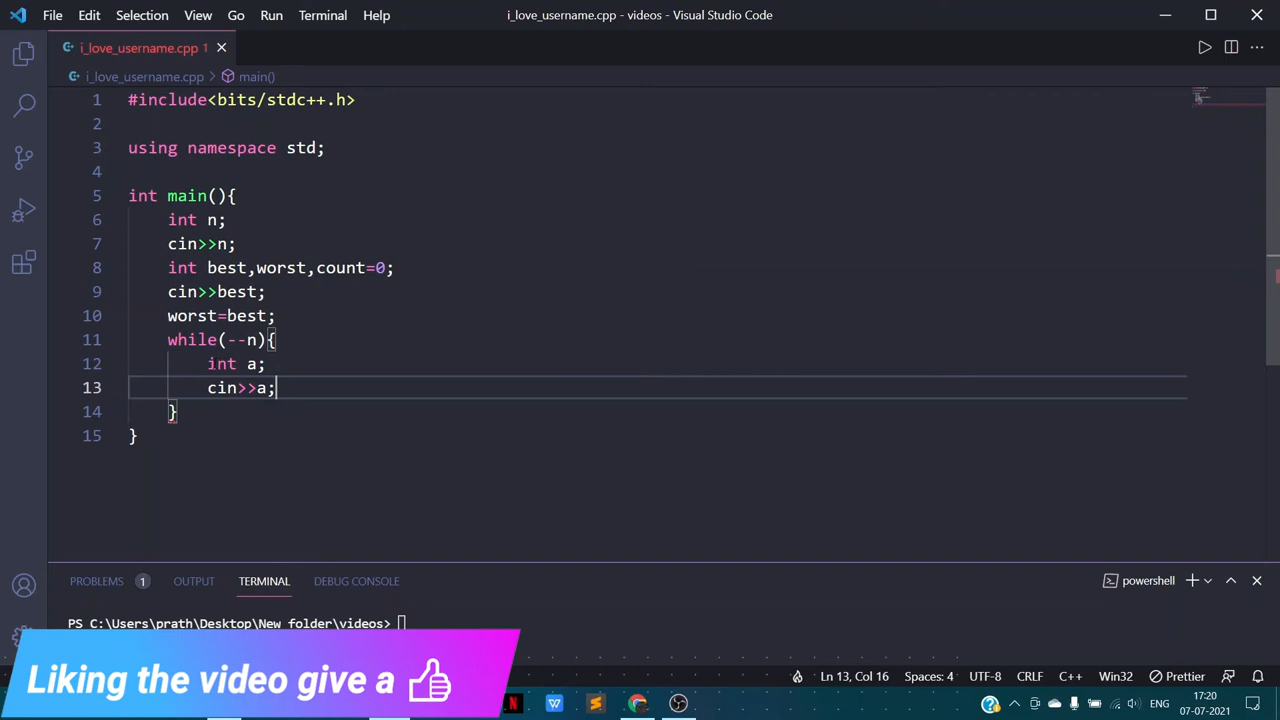 File Edit Selection View Go Run Terminal Help i_love_username.cpp - videos - Visual Studio Code
i_love_username.cpp 1
i_love_username.cpp > main()
1 #include<bits/stdc++.h>
2
3 using namespace std;
4
5 int main(){
6 int n;
7 cin>>n;
8 int best,worst,count=0;
9 cin>>best;
10 worst=best;
11 while(--n){
12 int a;
13 cin>>a;
14 }
15 }
PROBLEMS 1 OUTPUT TERMINAL DEBUG CONSOLE powershell
PS C:\Users\prath\Desktop\New folder\videos>
Liking the video give a
Ln 13, Col 16 Spaces: 4 UTF-8 CRLF C++ Win32 Prettier
ENG 17:20
07-07-2021